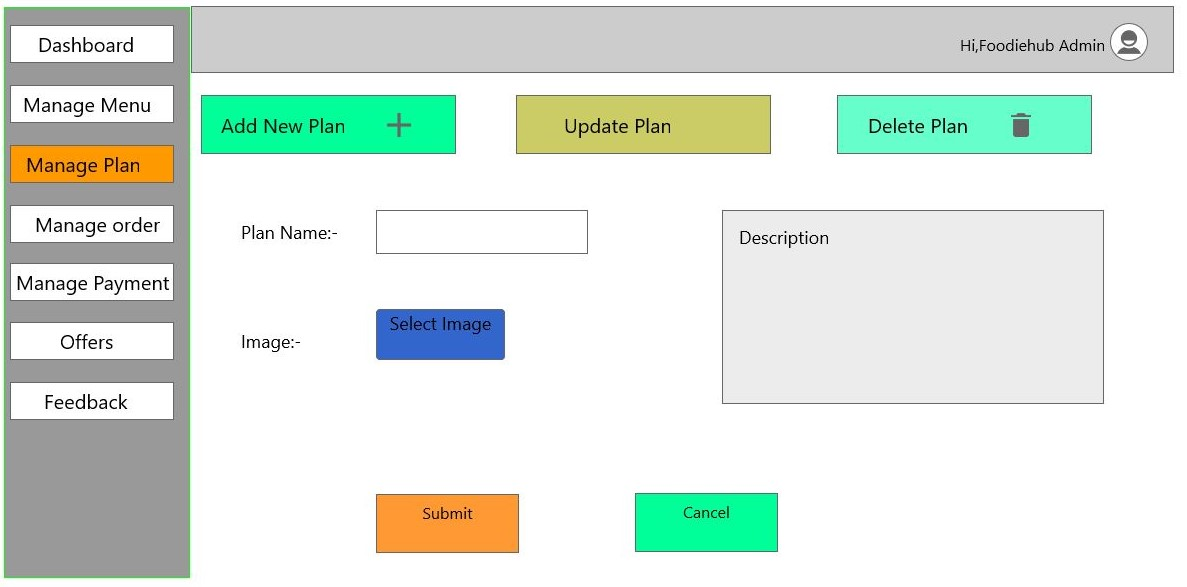 Dashboard
Manage Menu
Manage Plan
Manage order
Manage Payment
Offers
Feedback
Hi,Foodiehub Admin
Add New Plan
Update Plan
Delete Plan
Plan Name:-
Description
Image:-
Select Image
Submit
Cancel